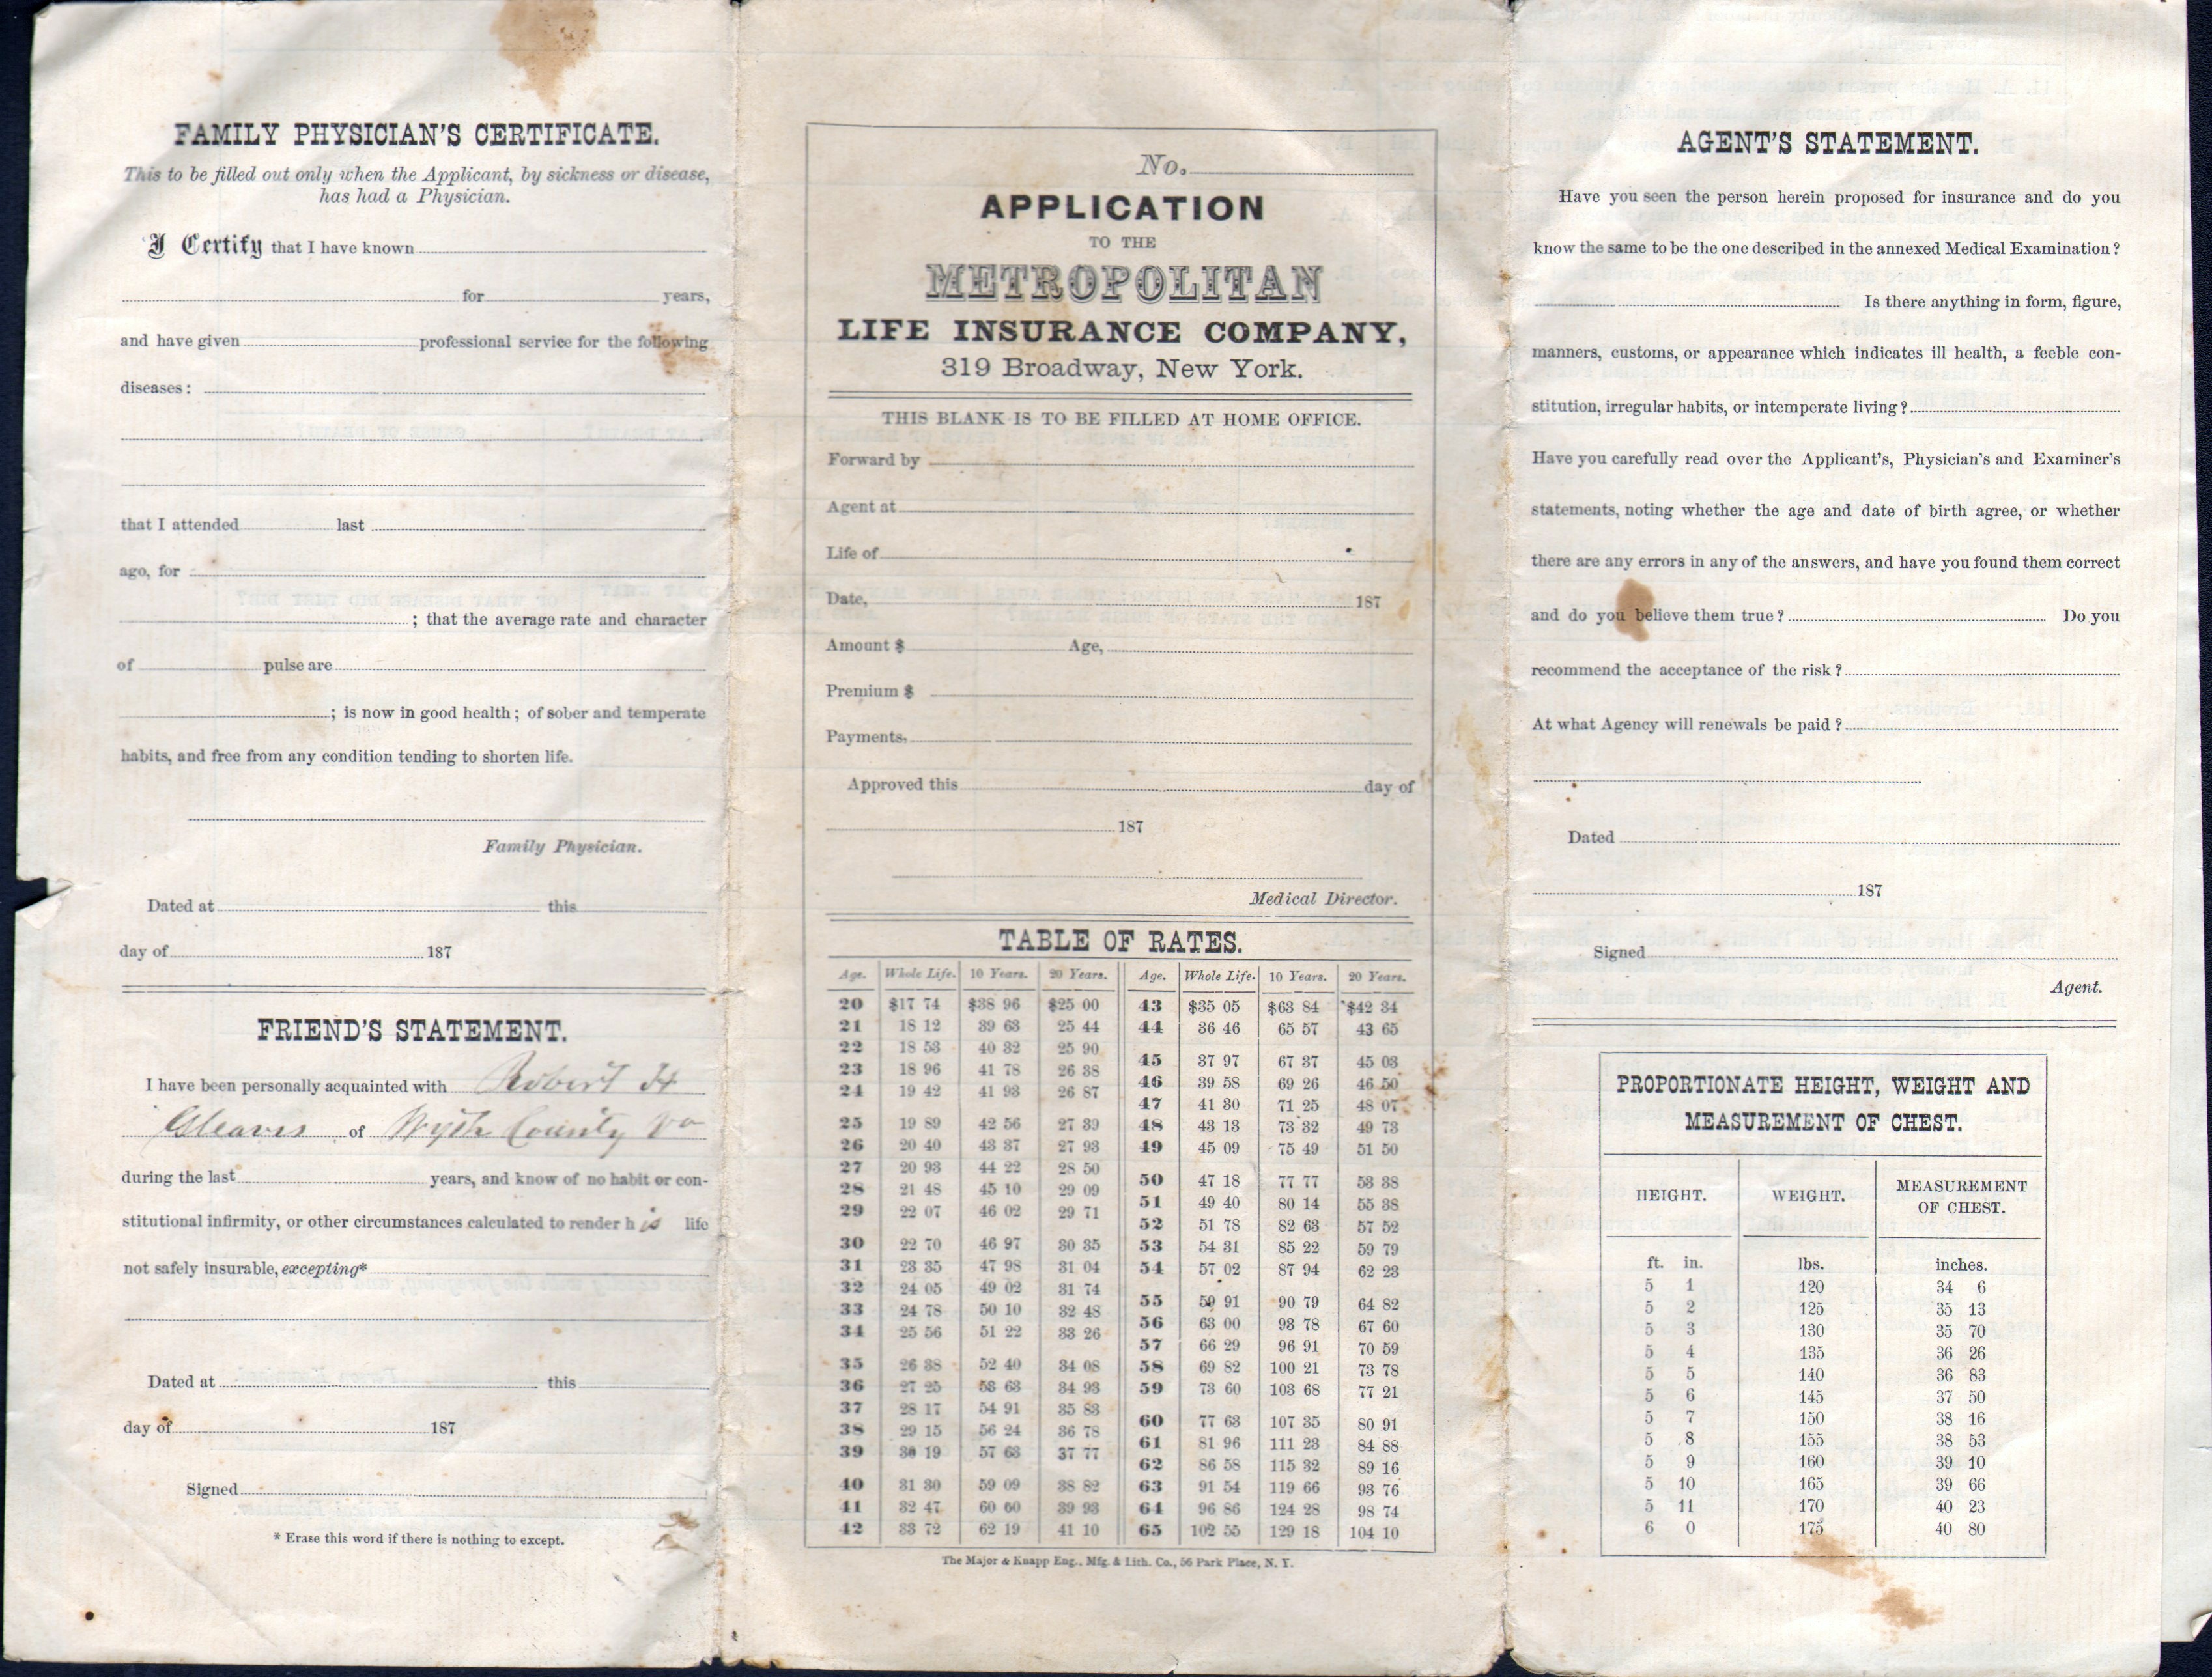 FAMILY PHYSICIAN'S CERTIFICATE.
This to be filled out only when the Applicant, by sickness or disease,
has had a Physician.
I Certify that I have known
for years,
and have given professional service for the following
diseases:
that I attended last
ago, for
; that the average rate and character
of pulse are
; is now in good health; of sober and temperate
habits, and free from any condition tending to shorten life.
Family Physician.
Dated at this
day of 187
FRIEND'S STATEMENT.
I have been personally acquainted with Robert H
Gleaves of Wythe County Va
during the last years, and know of no habit or con-
stitutional infirmity, or other circumstances calculated to render his life
not safely insurable, excepting*
Dated at this
day of 187
Signed
* Erase this word if there is nothing to except.
No.
APPLICATION
TO THE
METROPOLITAN
LIFE INSURANCE COMPANY,
319 Broadway, New York.
THIS BLANK IS TO BE FILLED AT HOME OFFICE.
Forward by
Agent at
Life of
Date, 187
Amount $ Age,
Premium $
Payments,
Approved this day of
187
Medical Director.
TABLE OF RATES.
Age. Whole Life. 10 Years. 20 Years. Age. Whole Life. 10 Years. 20 Years.
20 $17 74 $38 96 $25 00 43 $35 05 $63 84 $42 34
21 18 12 39 63 25 44 44 36 46 65 57 43 65
22 18 53 40 32 25 90 45 37 97 67 37 45 03
23 18 96 41 78 26 38 46 39 58 69 26 46 50
24 19 42 41 93 26 87 47 41 30 71 25 48 07
25 19 89 42 56 27 39 48 43 13 73 32 49 73
26 20 40 43 37 27 93 49 45 09 75 49 51 50
27 20 93 44 22 28 50 50 47 18 77 77 53 38
28 21 48 45 10 29 09 51 49 40 80 14 55 38
29 22 07 46 02 29 71 52 51 78 82 63 57 52
30 22 70 46 97 30 35 53 54 31 85 22 59 79
31 23 35 47 98 31 04 54 57 02 87 94 62 23
32 24 05 49 02 31 74 55 59 91 90 79 64 82
33 24 78 50 10 32 48 56 63 00 93 78 67 60
34 25 56 51 22 33 26 57 66 29 96 91 70 59
35 26 38 52 40 34 08 58 69 82 100 21 73 78
36 27 25 53 63 34 93 59 73 60 103 68 77 21
37 28 17 54 91 35 83 60 77 63 107 35 80 91
38 29 15 56 24 36 78 61 81 96 111 23 84 88
39 30 19 57 63 37 77 62 86 58 115 32 89 16
40 31 30 59 09 38 82 63 91 54 119 66 93 76
41 32 47 60 60 39 93 64 96 86 124 28 98 74
42 33 72 62 19 41 10 65 102 55 129 18 104 10
The Major & Knapp Eng., Mfg. & Lith. Co., 56 Park Place, N. Y.
AGENT'S STATEMENT.
Have you seen the person herein proposed for insurance and do you
know the same to be the one described in the annexed Medical Examination?
Is there anything in form, figure,
manners, customs, or appearance which indicates ill health, a feeble con-
stitution, irregular habits, or intemperate living?
Have you carefully read over the Applicant's, Physician's and Examiner's
statements, noting whether the age and date of birth agree, or whether
there are any errors in any of the answers, and have you found them correct
and do you believe them true? Do you
recommend the acceptance of the risk?
At what Agency will renewals be paid?
Dated
187
Signed
Agent.
PROPORTIONATE HEIGHT, WEIGHT AND
MEASUREMENT OF CHEST.
HEIGHT. WEIGHT. MEASUREMENT
OF CHEST.
ft. in. lbs. inches.
5 1 120 34 6
5 2 125 35 13
5 3 130 35 70
5 4 135 36 26
5 5 140 36 83
5 6 145 37 50
5 7 150 38 16
5 8 155 38 53
5 9 160 39 10
5 10 165 39 66
5 11 170 40 23
6 0 175 40 80